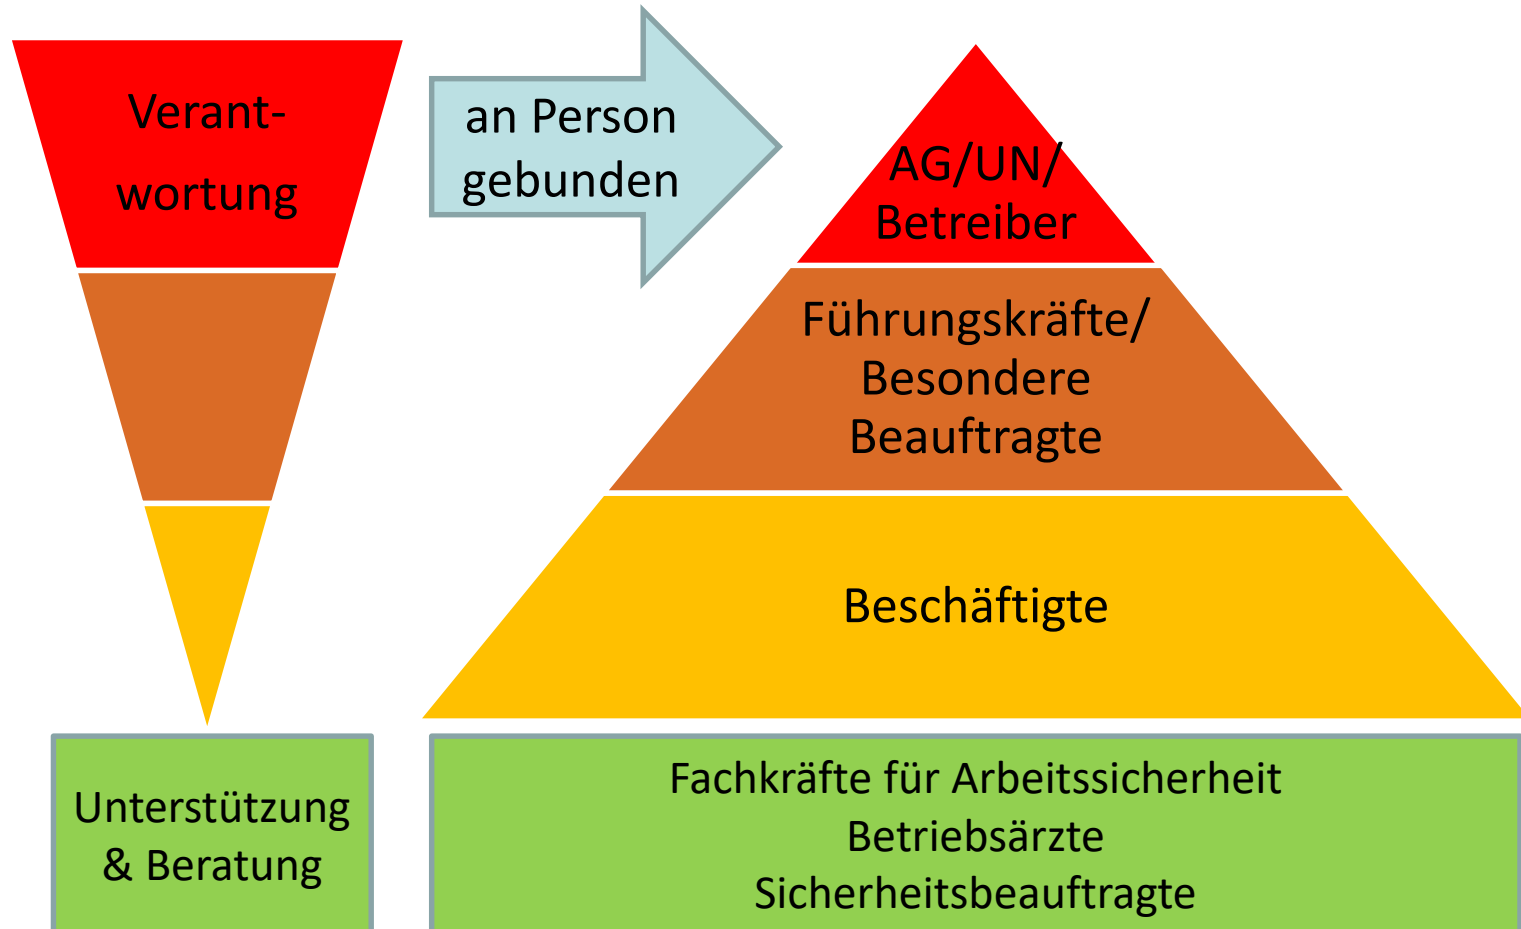 Verant-
wortung
an Person
gebunden
AG/UN/
Betreiber
Führungskräfte/
Besondere
Beauftragte
Beschäftigte
Unterstützung
& Beratung
Fachkräfte für Arbeitssicherheit
Betriebsärzte
Sicherheitsbeauftragte